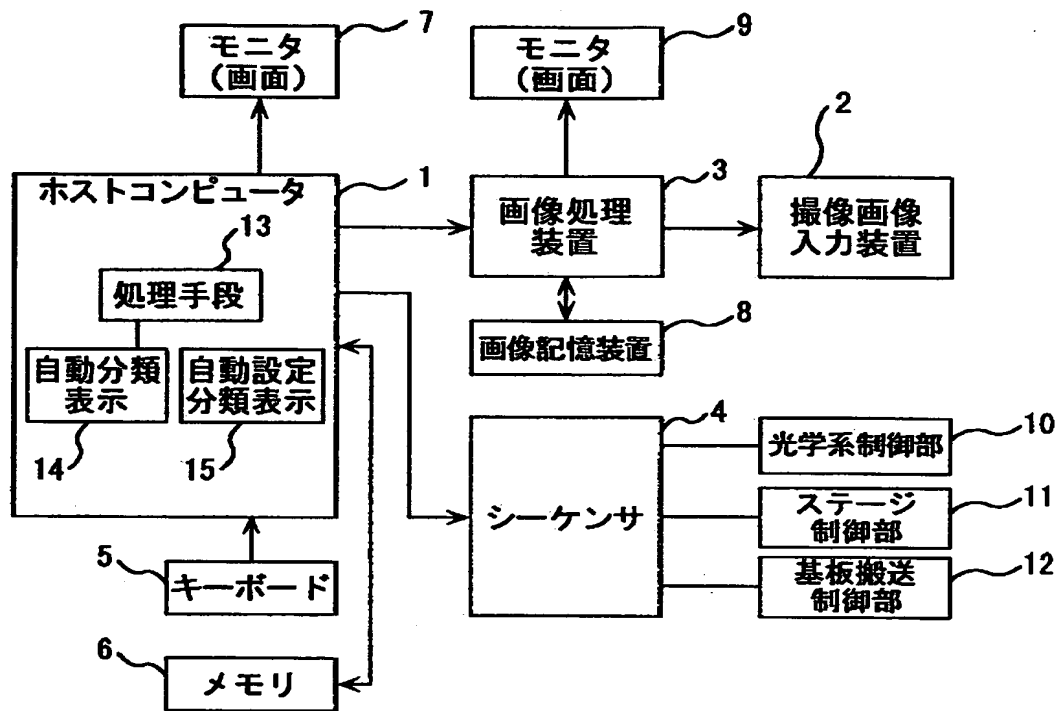 7
モニタ
(画面)
9
モニタ
(画面)
2
撮像画像
入力装置
1
ホストコンピュータ
3
画像処理
装置
13
処理手段
8
画像記憶装置
自動分類
表示
自動設定
分類表示
14
15
4
シーケンサ
10
光学系制御部
11
ステージ
制御部
12
基板搬送
制御部
5
キーボード
6
メモリ